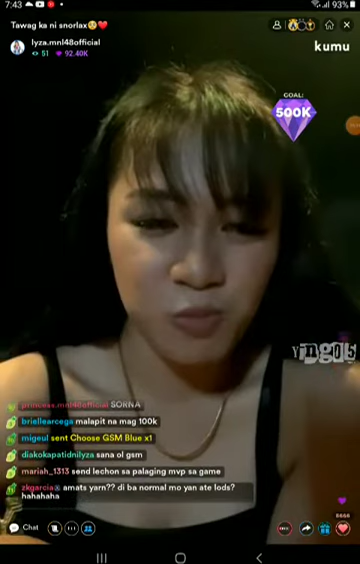 7:43
93%
Tawag ka ni snorlax🥺❤️
lyza.mnl48official
51 92.40K
kumu
GOAL:
500K
princess.mnl48official SORNA
briellearcega malapit na mag 100k
migeul sent Choose GSM Blue x1
diakokapatidnilyza sana ol gsm
mariah_1313 send lechon sa palaging mvp sa game
zkgarcia amats yarn?? di ba normal mo yan ate lods?
hahahaha
Chat